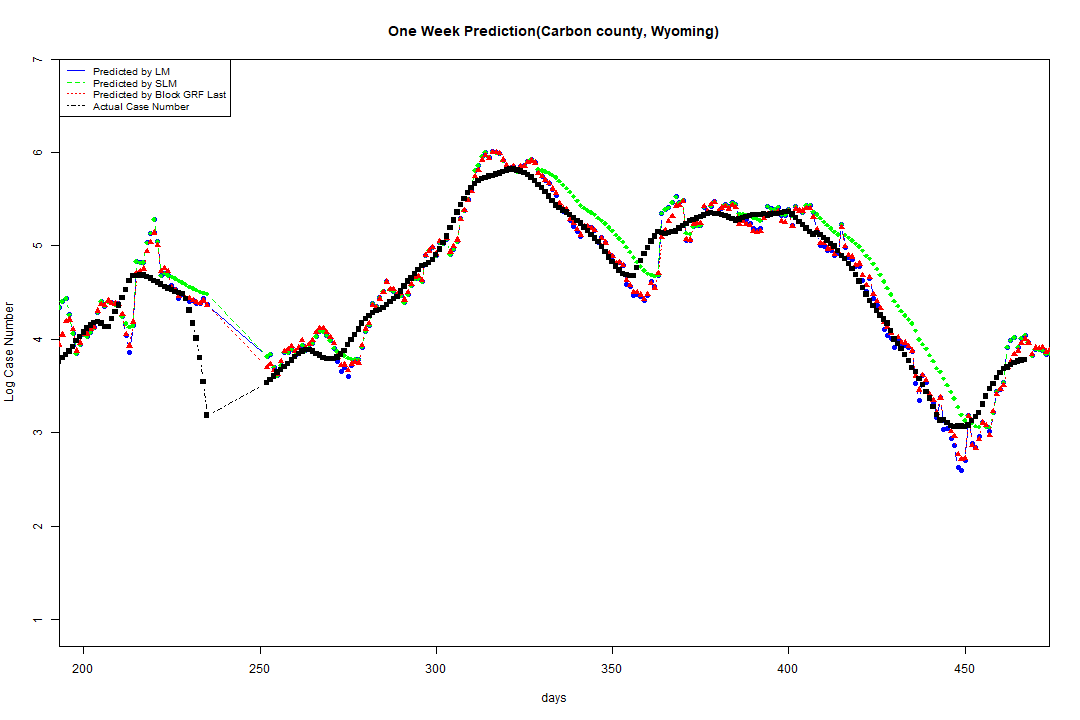 One Week Prediction(Carbon county, Wyoming)
Predicted by LM
Predicted by SLM
Predicted by Block GRF Last
Actual Case Number
Log Case Number
7
6
5
4
3
2
1
200 250 300 350 400 450
days